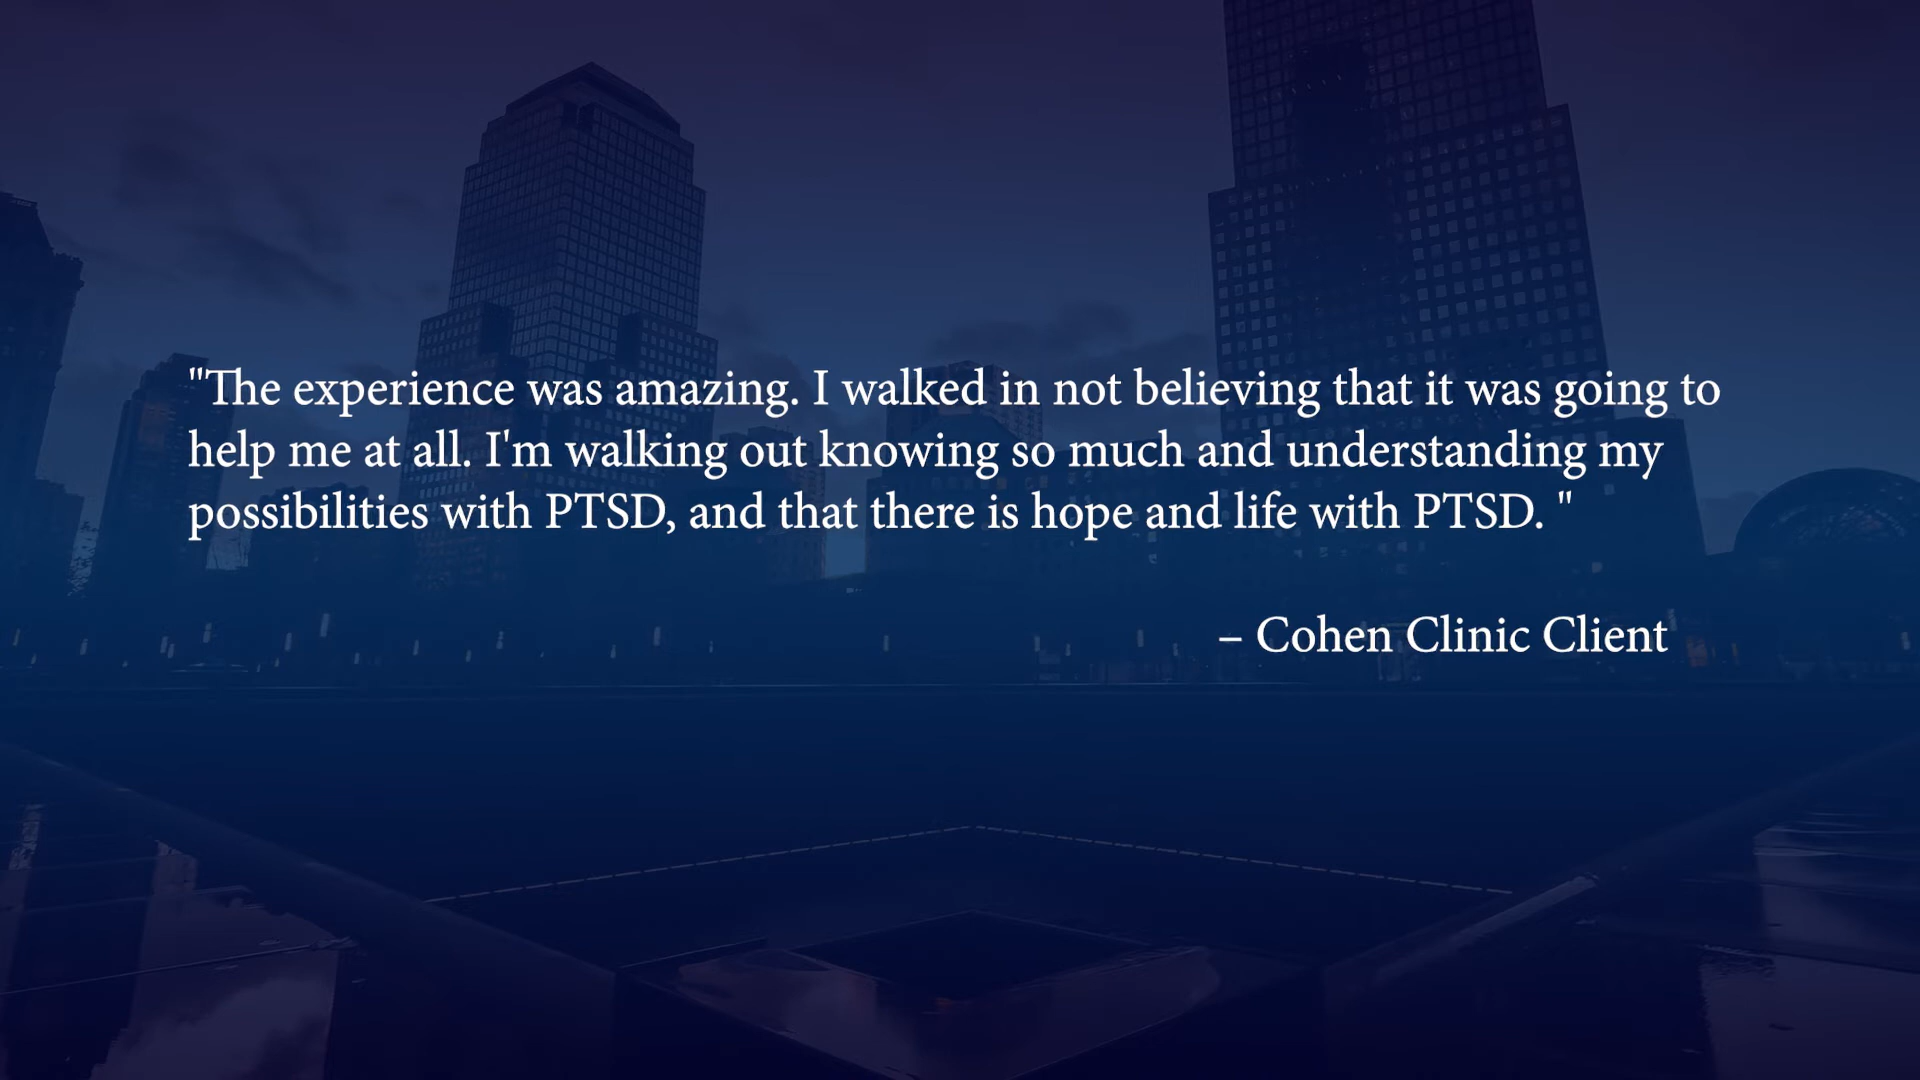 "The experience was amazing. I walked in not believing that it was going to
help me at all. I'm walking out knowing so much and understanding my
possibilities with PTSD, and that there is hope and life with PTSD. "
– Cohen Clinic Client